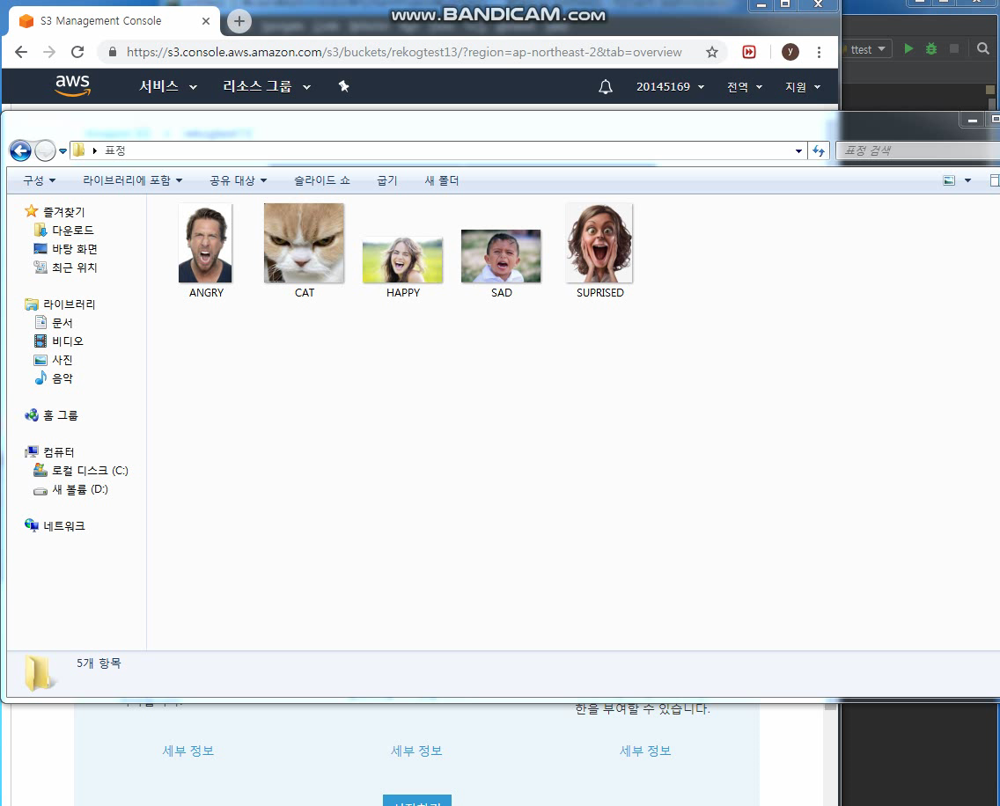 S3 Management Console
www.BANDICAM.com
https://s3.console.aws.amazon.com/s3/buckets/rekogtest13/?region=ap-northeast-2&tab=overview
y
ttest
aws
서비스
리소스 그룹
20145169
전역
지원
표정
표정 검색
구성
라이브러리에 포함
공유 대상
슬라이드 쇼
굽기
새 폴더
즐겨찾기
다운로드
바탕 화면
최근 위치
라이브러리
문서
비디오
사진
음악
홈 그룹
컴퓨터
로컬 디스크 (C:)
새 볼륨 (D:)
네트워크
ANGRY
CAT
HAPPY
SAD
SUPRISED
5개 항목
한을 부여할 수 있습니다.
세부 정보
세부 정보
세부 정보